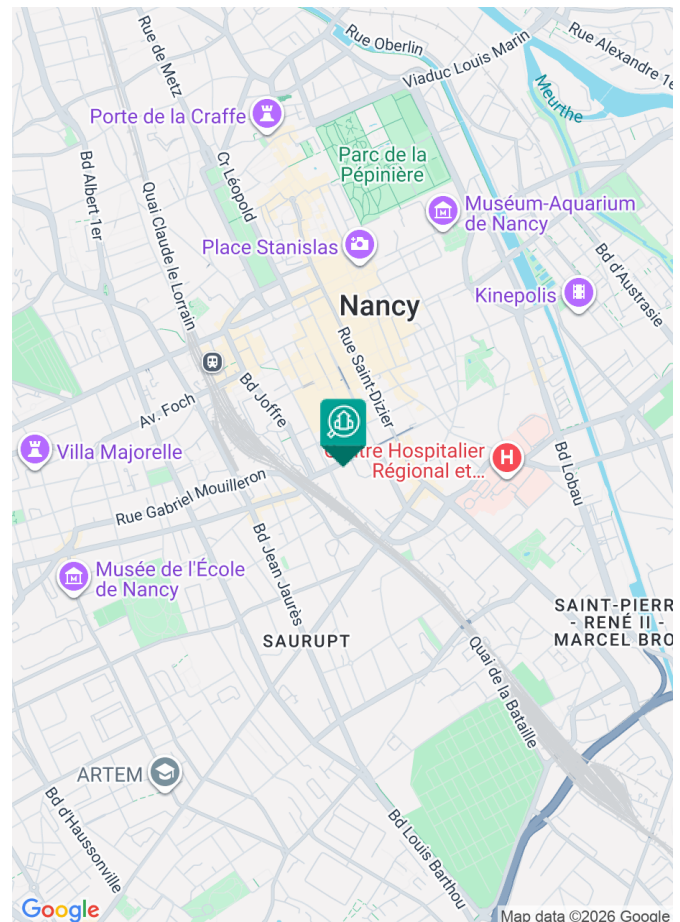 Rue Oberlin
Rue de Metz
Viaduc Louis Marin
Rue Alexandre 1e
Meurthe
Porte de la Craffe
Parc de la
Pépinière
Bd Albert 1er
Cr Léopold
Quai Claude le Lorrain
Muséum-Aquarium
de Nancy
Place Stanislas
Bd d'Austrasie
Kinepolis
Nancy
Rue Saint-Dizier
Bd Joffre
Av. Foch
Villa Majorelle
tre Hospitalier
Régional et…
H
Bd Lobau
Rue Gabriel Mouilleron
Bd Jean Jaurès
Musée de l'École
de Nancy
SAURUPT
SAINT-PIERR
- RENÉ II -
MARCEL BRO
Quai de la Bataille
ARTEM
Bd d'Haussonville
Bd Louis Barthou
Google
Map data ©2026 Google